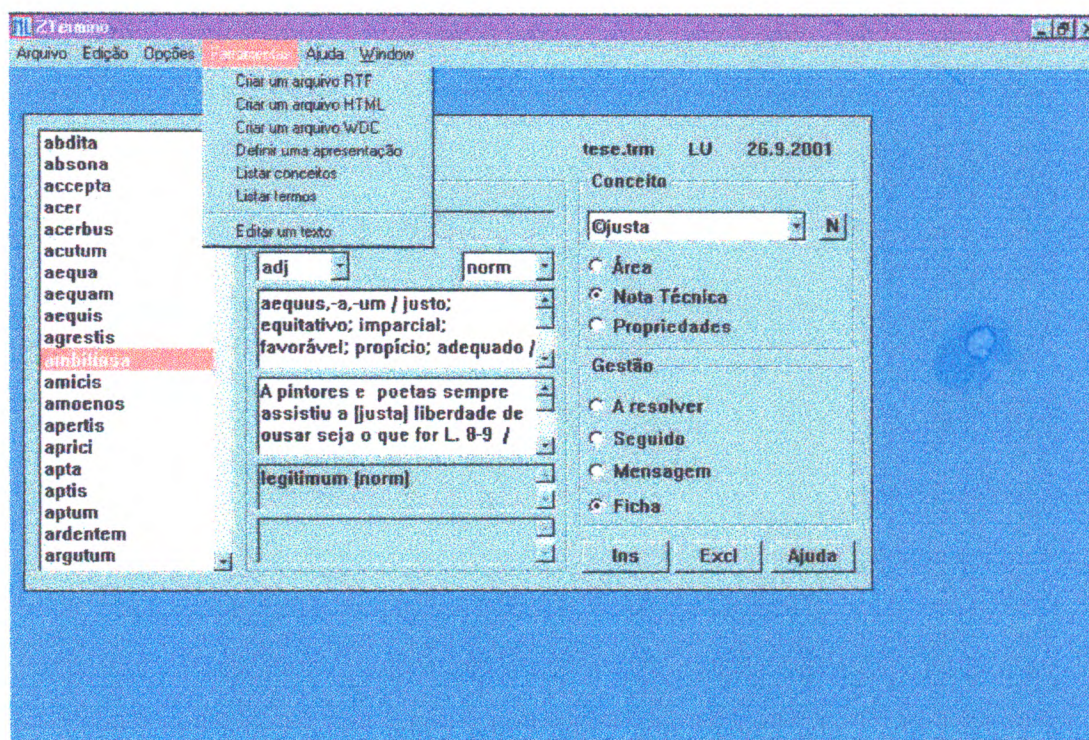 ZTermino
Arquivo Edição Opções Ferramentas Ajuda Window
Criar um arquivo RTF
Criar um arquivo HTML
Criar um arquivo WDC
Definir uma apresentação
Listar conceitos
Listar termos
Editar um texto
abdita
absona
accepta
acer
acerbus
acutum
aequa
aequam
aequis
agrestis
ambitiosa
amicis
amoenos
apertis
aprici
apta
aptis
aptum
ardentem
argutum
adj norm
aequus,-a,-um / justo;
equitativo; imparcial;
favorável; propício; adequado /
A pintores e poetas sempre
assistiu a [justa] liberdade de
ousar seja o que for L. 8-9 /
legitimum (norm)
tese.trm LU 26.9.2001
Conceito
©justa N
Área
Nota Técnica
Propriedades
Gestão
A resolver
Seguido
Mensagem
Ficha
Ins Excl Ajuda